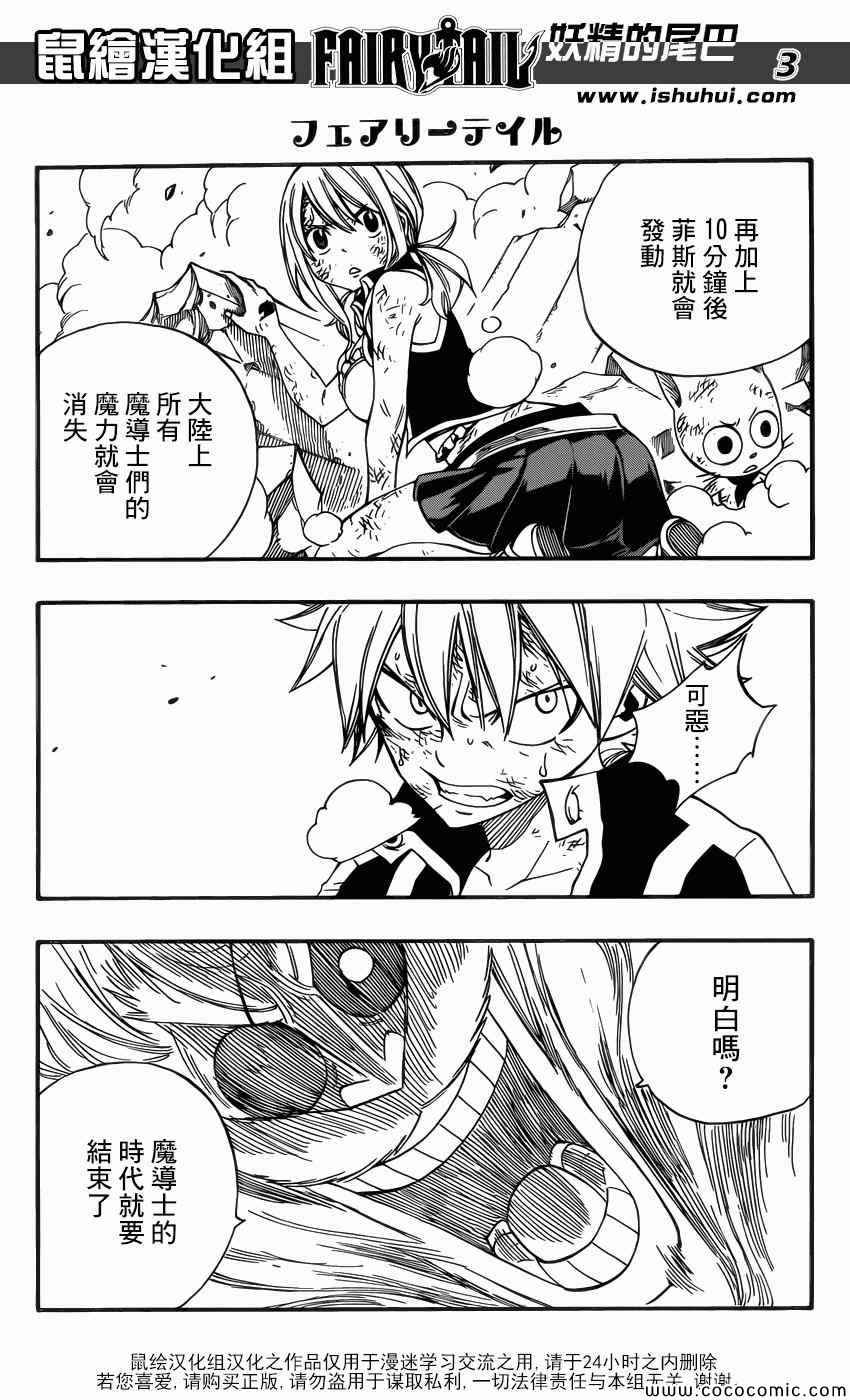 鼠繪漢化組
FAIRY TAIL
妖精的尾巴
3
www.ishuhui.com
フェアリーテイル
再加上
10分鐘後
菲斯就會
發動
大陸上
所有
魔導士們的
魔力就會
消失
可惡……
明白嗎?
魔導士的
時代就要
結束了
鼠绘汉化组汉化之作品仅用于漫迷学习交流之用,请于24小时之内删除
若您喜爱,请购买正版,请勿用于谋取私利,一切法律责任与本组无关,谢谢.
www.cococomic.com